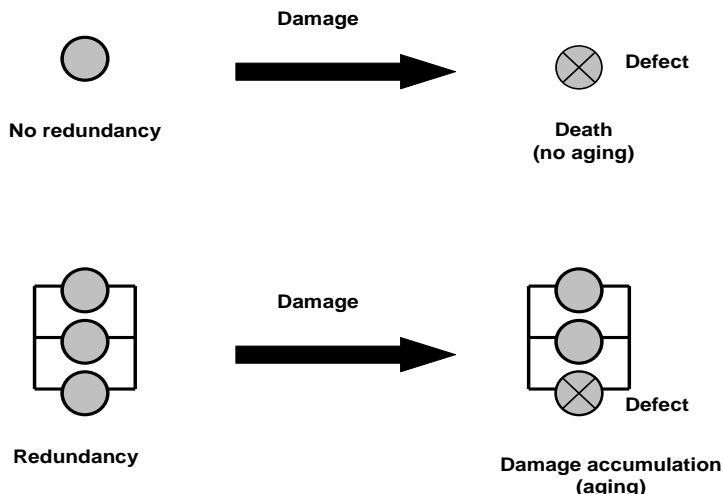 Damage
Defect
No redundancy
Death
(no aging)
Damage
Defect
Redundancy
Damage accumulation
(aging)